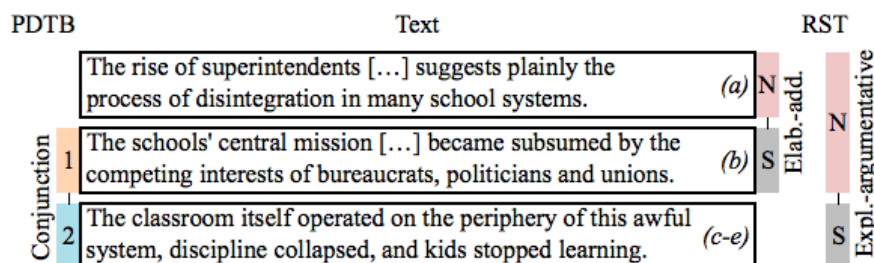 PDTB Text RST
The rise of superintendents […] suggests plainly the
process of disintegration in many school systems. (a)
N
Elab.-add.
Conjunction
1
The schools' central mission […] became subsumed by the
competing interests of bureaucrats, politicians and unions. (b)
S
N
Expl.-argumentative
2
The classroom itself operated on the periphery of this awful
system, discipline collapsed, and kids stopped learning. (c-e)
S